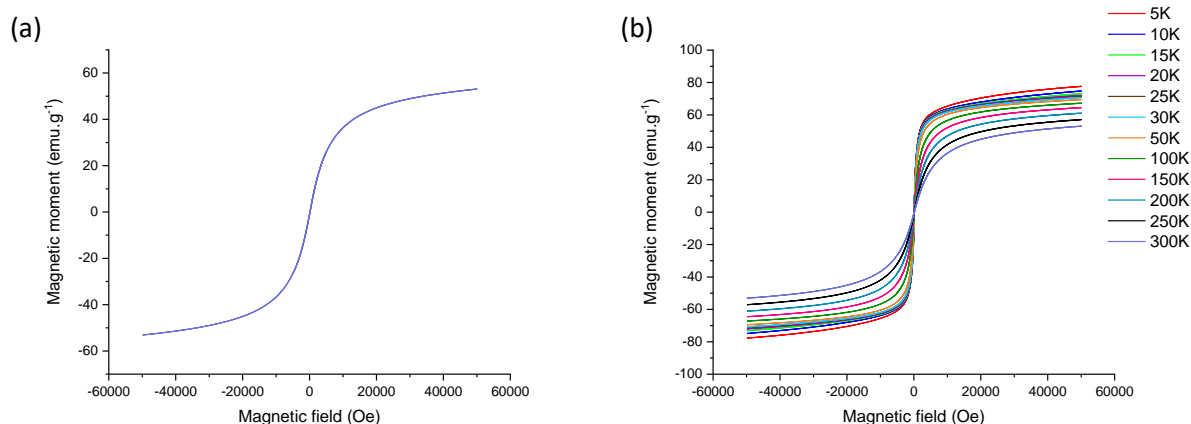 (a)
60
40
20
0
-20
-40
-60
-60000 -40000 -20000 0 20000 40000 60000
Magnetic field (Oe)
Magnetic moment (emu.g-1)
(b)
100
80
60
40
20
0
-20
-40
-60
-80
-100
-60000 -40000 -20000 0 20000 40000 60000
Magnetic field (Oe)
Magnetic moment (emu.g-1)
5K
10K
15K
20K
25K
30K
50K
100K
150K
200K
250K
300K